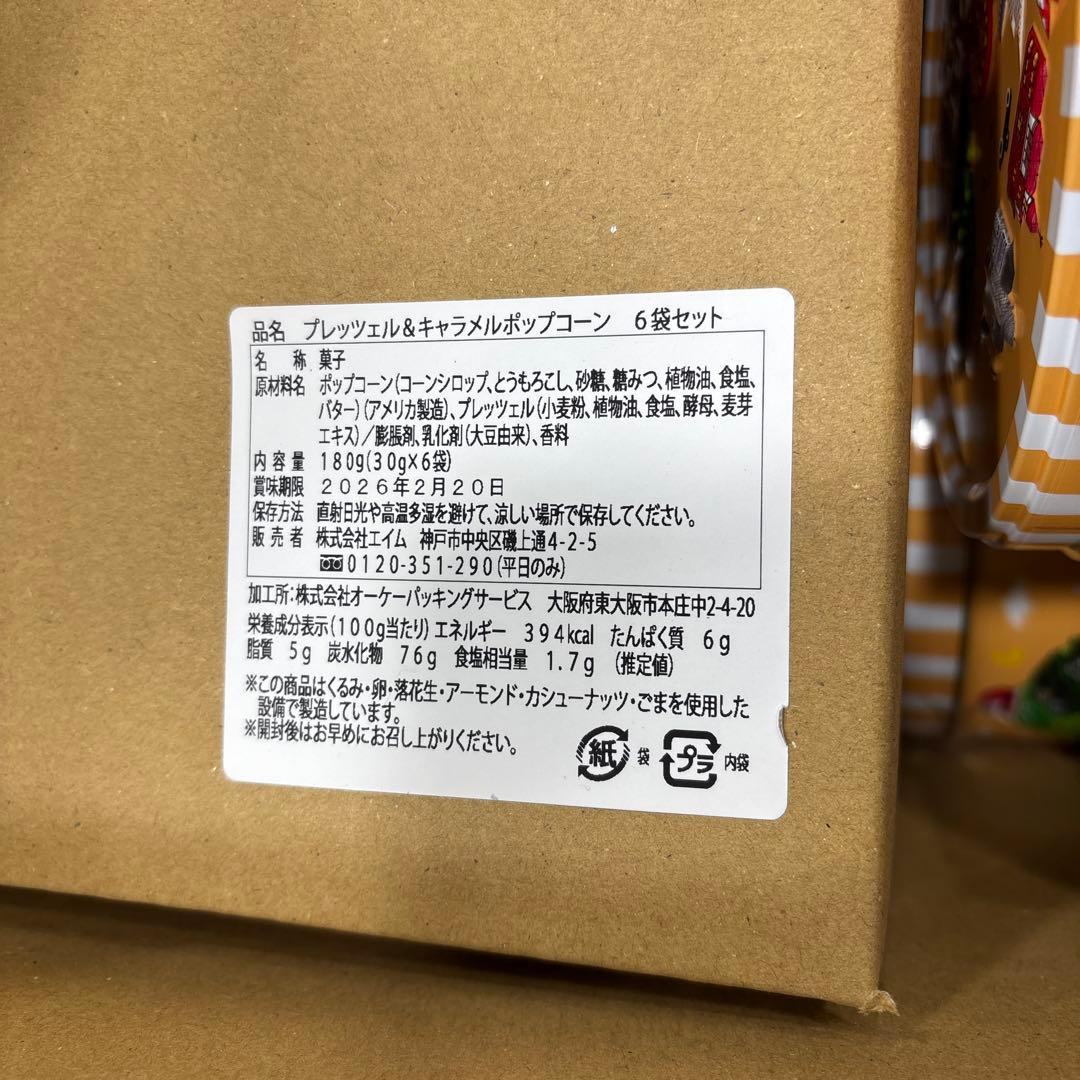 品名 プレッツェル＆キャラメルポップコーン 6袋セット
名称 菓子
原材料名 ポップコーン(コーンシロップ、とうもろこし、砂糖、糖みつ、植物油、食塩、
バター)(アメリカ製造)、プレッツェル(小麦粉、植物油、食塩、酵母、麦芽
エキス)／膨脹剤、乳化剤(大豆由来)、香料
内容量 180g(30g×6袋)
賞味期限 2026年2月20日
保存方法 直射日光や高温多湿を避けて、涼しい場所で保存してください。
販売者 株式会社エイム 神戸市中央区磯上通4-2-5
0120-351-290(平日のみ)
加工所:株式会社オーケーパッキングサービス 大阪府東大阪市本庄中2-4-20
栄養成分表示(100g当たり) エネルギー 394kcal たんぱく質 6g
脂質 5g 炭水化物 76g 食塩相当量 1.7g (推定値)
※この商品はくるみ・卵・落花生・アーモンド・カシューナッツ・ごまを使用した
設備で製造しています。
※開封後はお早めにお召し上がりください。
紙 袋 プラ 内袋